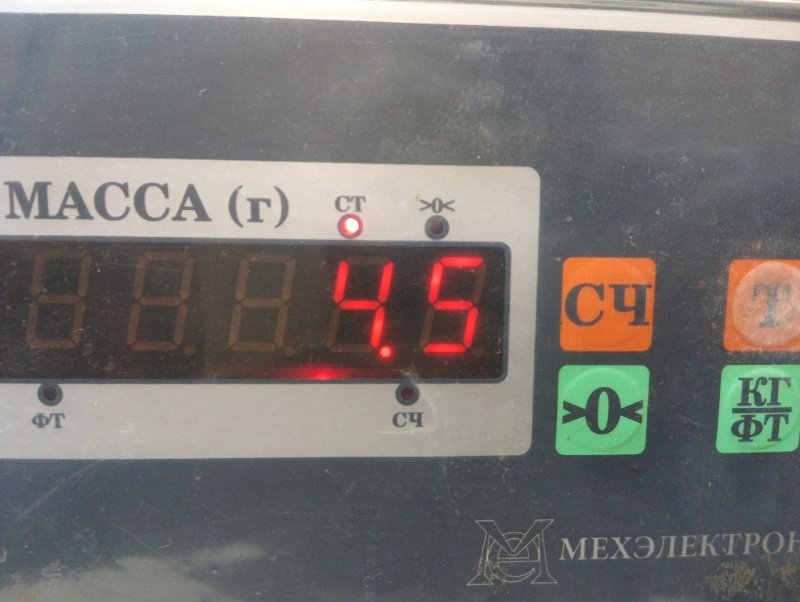 МАССА (г)
СТ
>0<
4.5
ФТ
СЧ
СЧ
Т
>0<
КГ
ФТ
МЕХЭЛЕКТРОН